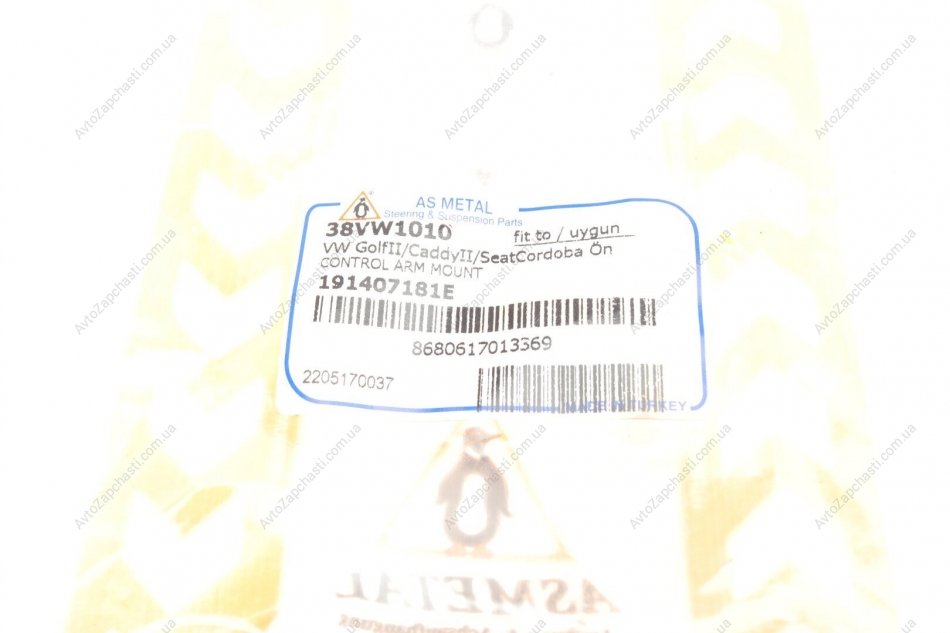 AS METAL
Steering & Suspension Parts
38VW1010 fit to / uygun
VW GolfII/CaddyII/SeatCordoba Ön
CONTROL ARM MOUNT
191407181E
8680617013369
2205170037
MADE IN TURKEY
ASMETAL
AvtoZapchasti.com.ua